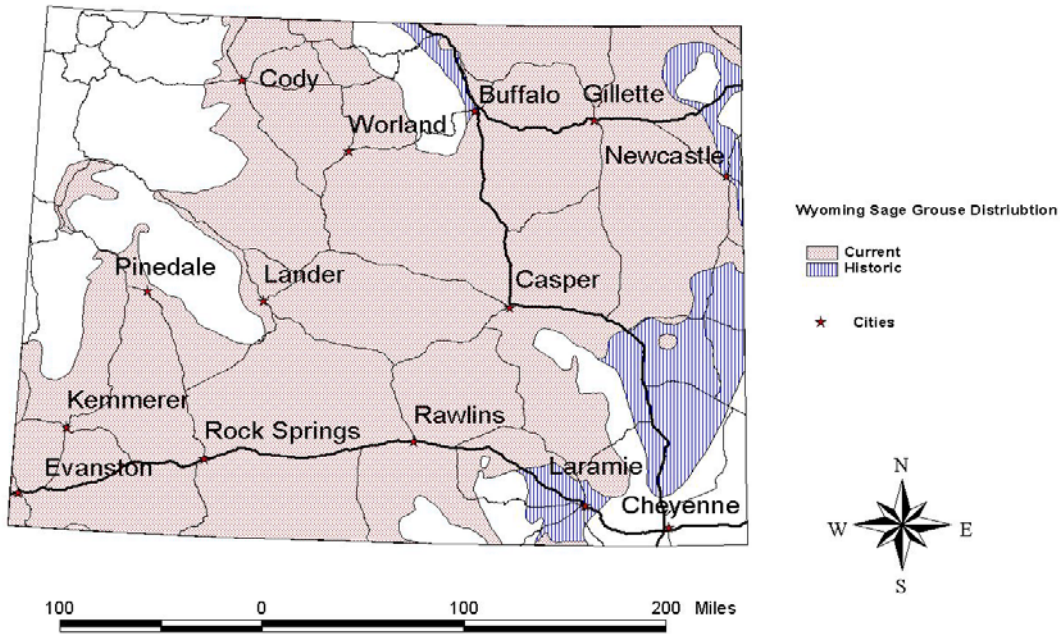 Cody
Buffalo Gillette
Worland
Newcastle
Pinedale
Lander
Casper
Kemmerer
Rock Springs
Rawlins
Evanston
Laramie
Cheyenne
Wyoming Sage Grouse Distriubtion
Current
Historic
Cities
N
W E
S
100 0 100 200 Miles